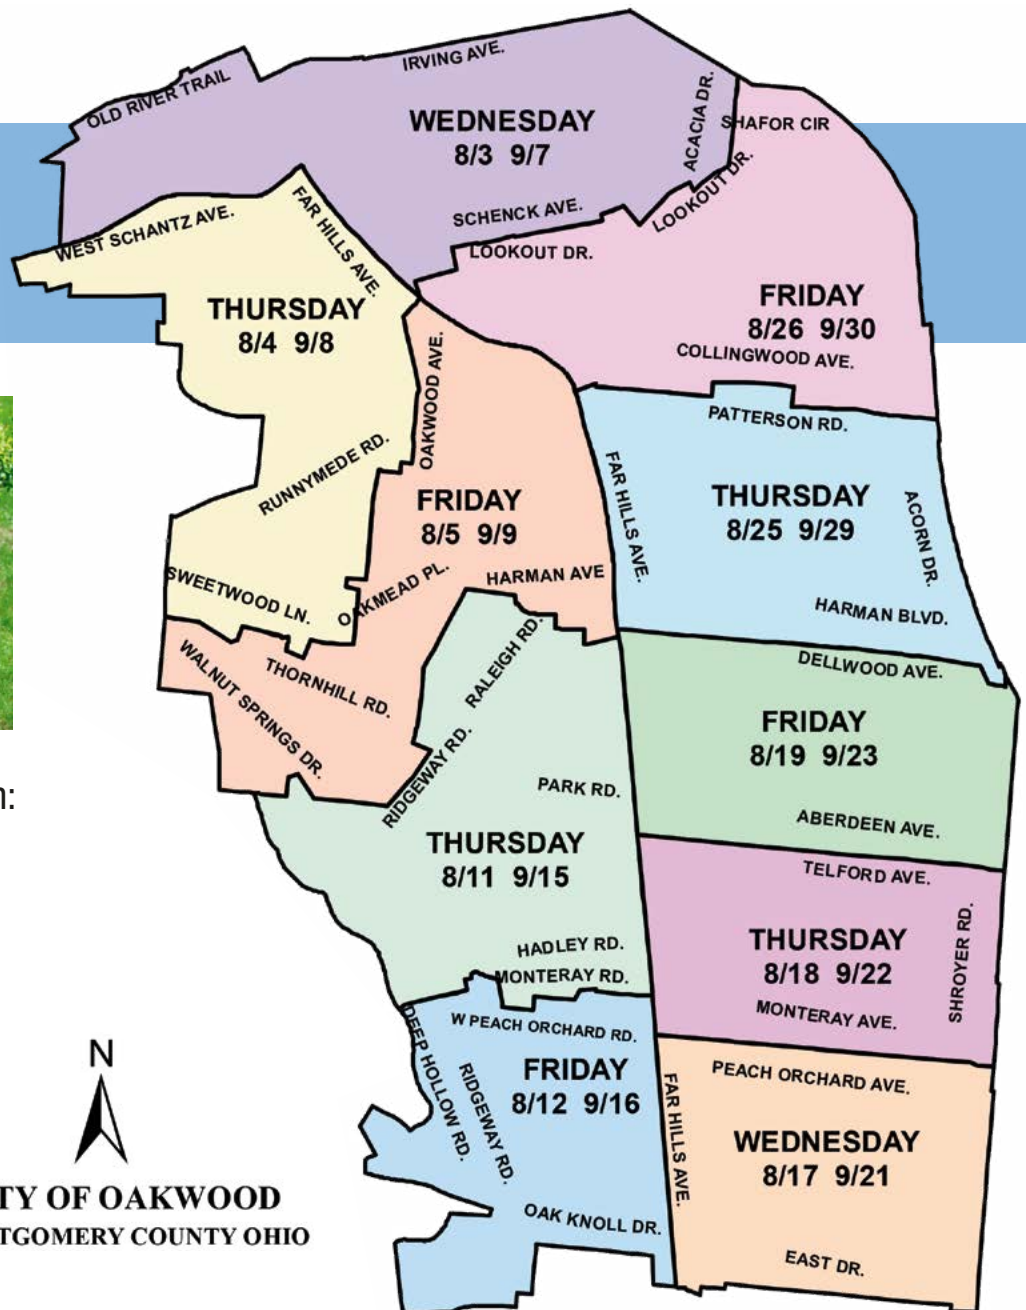 IRVING AVE.
OLD RIVER TRAIL
WEDNESDAY
8/3 9/7
ACACIA DR.
SHAFOR CIR
LOOKOUT DR.
SCHENCK AVE.
LOOKOUT DR.
WEST SCHANTZ AVE.
FAR HILLS AVE.
THURSDAY
8/4 9/8
FRIDAY
8/26 9/30
COLLINGWOOD AVE.
OAKWOOD AVE.
RUNNYMEDE RD.
PATTERSON RD.
FRIDAY
8/5 9/9
FAR HILLS AVE.
THURSDAY
8/25 9/29
ACORN DR.
SWEETWOOD LN.
OAKMEAD PL.
HARMAN AVE
HARMAN BLVD.
WALNUT SPRINGS DR.
THORNHILL RD.
RALEIGH RD.
DELLWOOD AVE.
FRIDAY
8/19 9/23
RIDGEWAY RD.
PARK RD.
n:
ABERDEEN AVE.
THURSDAY
8/11 9/15
TELFORD AVE.
HADLEY RD.
MONTERAY RD.
THURSDAY
8/18 9/22
SHROYER RD.
MONTERAY AVE.
DEEP HOLLOW RD.
W PEACH ORCHARD RD.
RIDGEWAY RD.
FRIDAY
8/12 9/16
FAR HILLS AVE.
PEACH ORCHARD AVE.
WEDNESDAY
8/17 9/21
OAK KNOLL DR.
EAST DR.
N
TY OF OAKWOOD
TGOMERY COUNTY OHIO